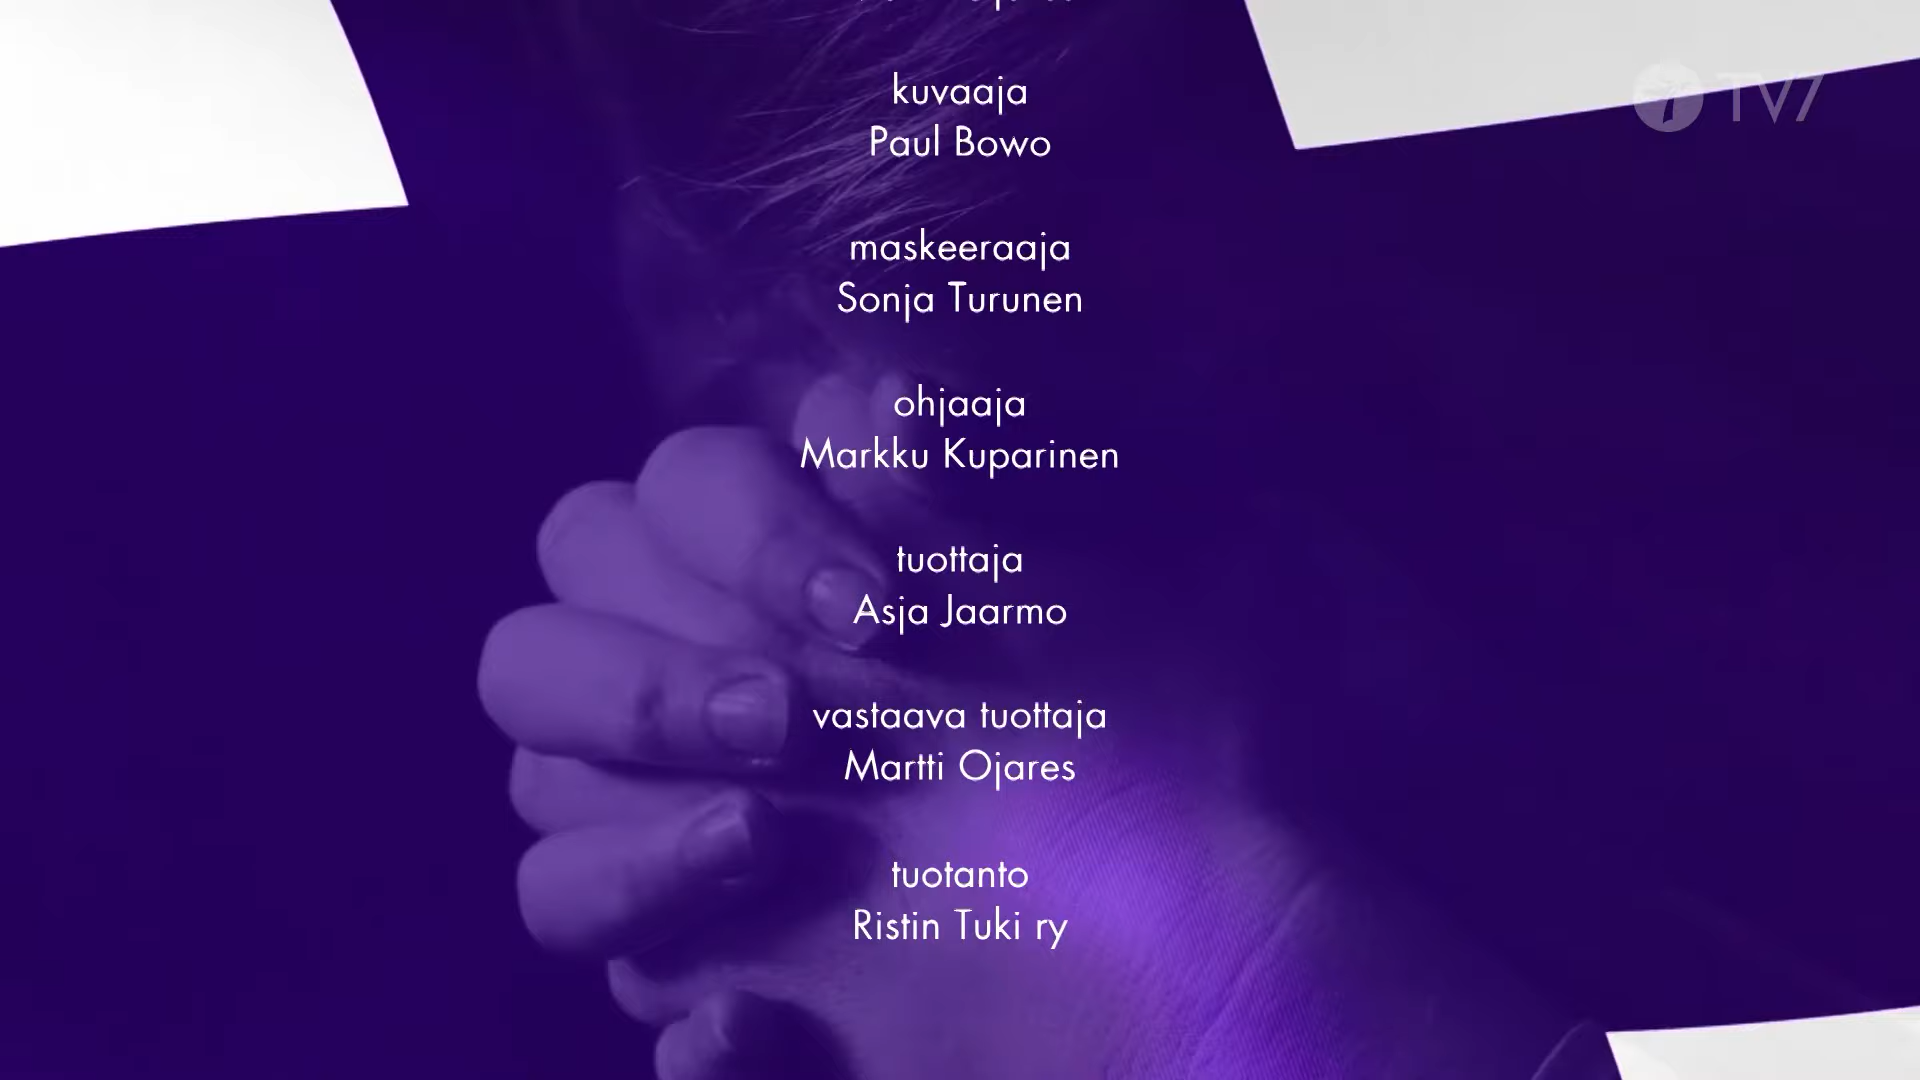 kuvaaja
Paul Bowo
maskeeraaja
Sonja Turunen
ohjaaja
Markku Kuparinen
tuottaja
Asja Jaarmo
vastaava tuottaja
Martti Ojares
tuotanto
Ristin Tuki ry
7 TV7